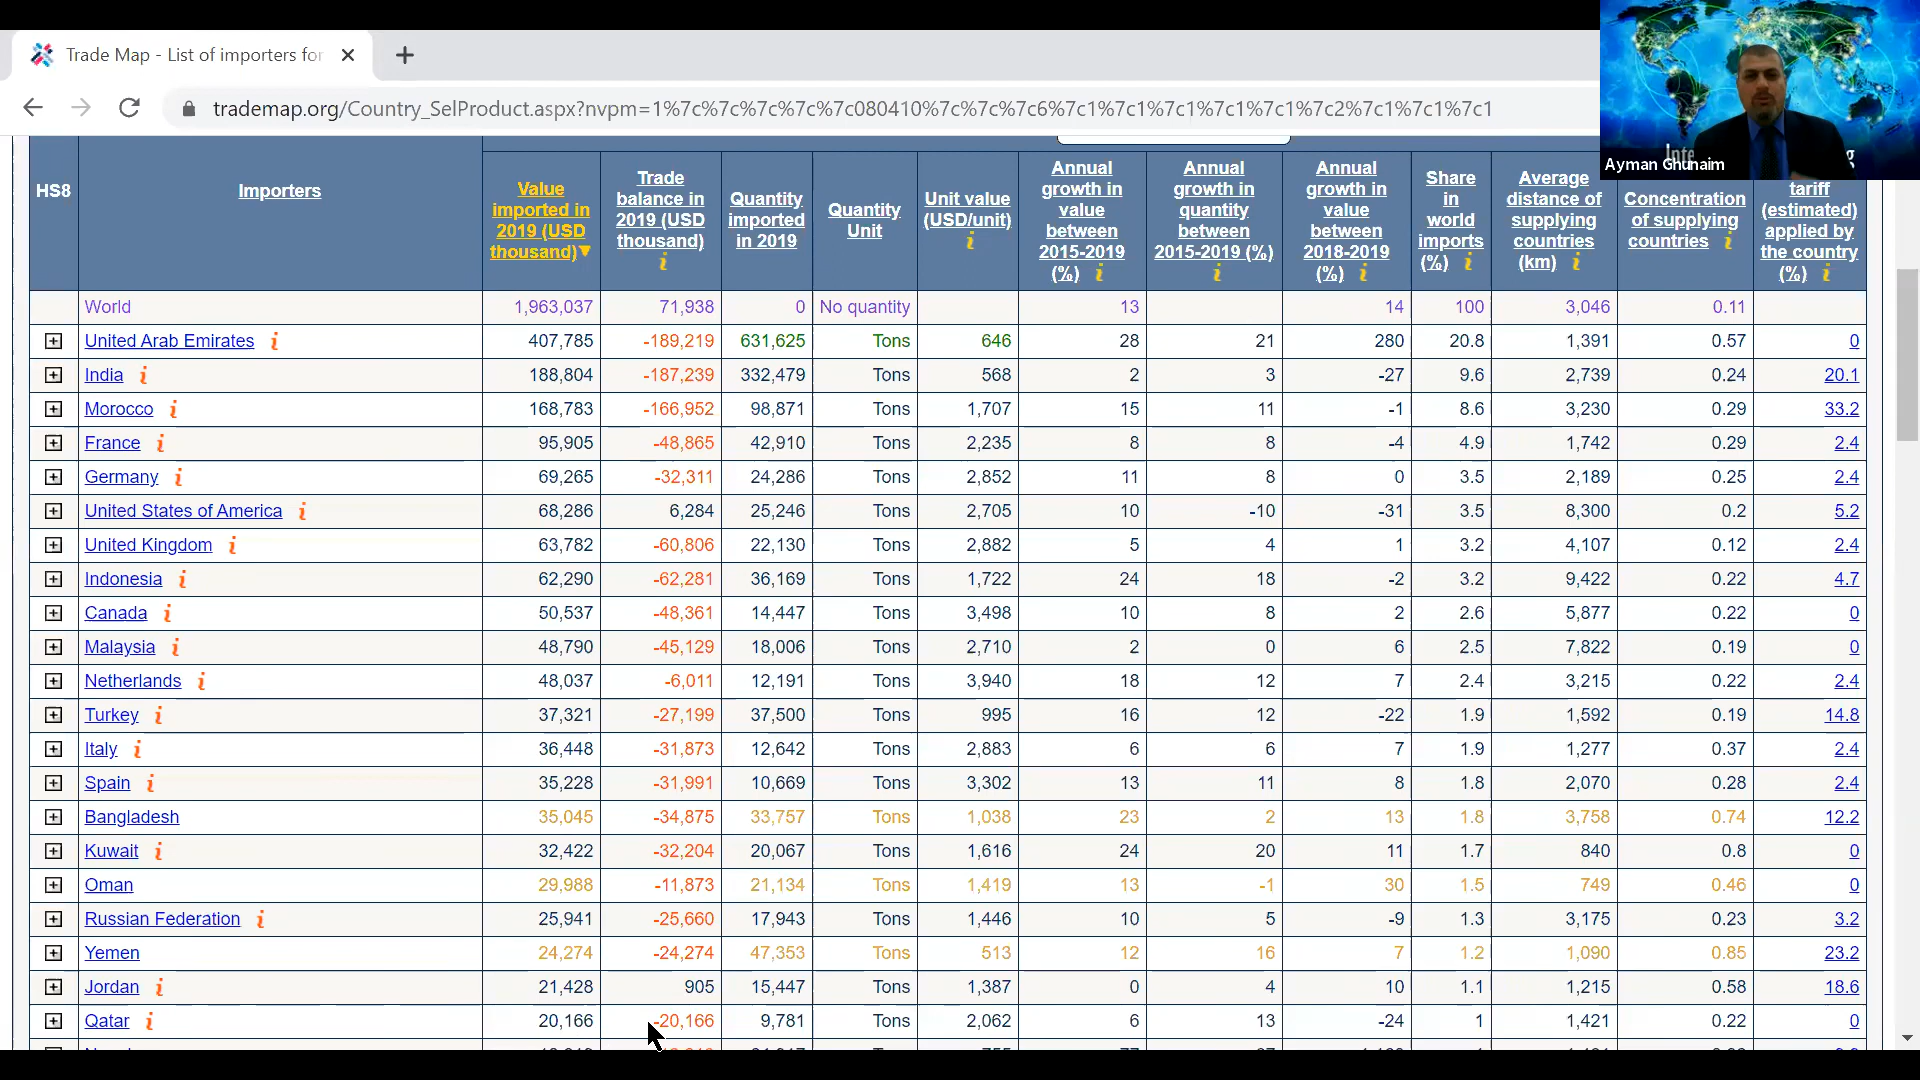 Trade Map - List of importers for
trademap.org/Country_SelProduct.aspx?nvpm=1%7c%7c%7c%7c%7c080410%7c%7c%7c6%7c1%7c1%7c1%7c1%7c1%7c2%7c1%7c1%7c1
Ayman Ghunaim
HS8 Importers Value imported in 2019 (USD thousand)▼ Trade balance in 2019 (USD thousand) i Quantity imported in 2019 Quantity Unit Unit value (USD/unit) i Annual growth in value between 2015-2019 (%) i Annual growth in quantity between 2015-2019 (%) i Annual growth in value between 2018-2019 (%) i Share in world imports (%) i Average distance of supplying countries (km) i Concentration of supplying countries i tariff (estimated) applied by the country (%) i
World 1,963,037 71,938 0 No quantity 13 14 100 3,046 0.11
United Arab Emirates i 407,785 -189,219 631,625 Tons 646 28 21 280 20.8 1,391 0.57 0
India i 188,804 -187,239 332,479 Tons 568 2 3 -27 9.6 2,739 0.24 20.1
Morocco i 168,783 -166,952 98,871 Tons 1,707 15 11 -1 8.6 3,230 0.29 33.2
France i 95,905 -48,865 42,910 Tons 2,235 8 8 -4 4.9 1,742 0.29 2.4
Germany i 69,265 -32,311 24,286 Tons 2,852 11 8 0 3.5 2,189 0.25 2.4
United States of America i 68,286 6,284 25,246 Tons 2,705 10 -10 -31 3.5 8,300 0.2 5.2
United Kingdom i 63,782 -60,806 22,130 Tons 2,882 5 4 1 3.2 4,107 0.12 2.4
Indonesia i 62,290 -62,281 36,169 Tons 1,722 24 18 -2 3.2 9,422 0.22 4.7
Canada i 50,537 -48,361 14,447 Tons 3,498 10 8 2 2.6 5,877 0.22 0
Malaysia i 48,790 -45,129 18,006 Tons 2,710 2 0 6 2.5 7,822 0.19 0
Netherlands i 48,037 -6,011 12,191 Tons 3,940 18 12 7 2.4 3,215 0.22 2.4
Turkey i 37,321 -27,199 37,500 Tons 995 16 12 -22 1.9 1,592 0.19 14.8
Italy i 36,448 -31,873 12,642 Tons 2,883 6 6 7 1.9 1,277 0.37 2.4
Spain i 35,228 -31,991 10,669 Tons 3,302 13 11 8 1.8 2,070 0.28 2.4
Bangladesh 35,045 -34,875 33,757 Tons 1,038 23 2 13 1.8 3,758 0.74 12.2
Kuwait i 32,422 -32,204 20,067 Tons 1,616 24 20 11 1.7 840 0.8 0
Oman 29,988 -11,873 21,134 Tons 1,419 13 -1 30 1.5 749 0.46 0
Russian Federation i 25,941 -25,660 17,943 Tons 1,446 10 5 -9 1.3 3,175 0.23 3.2
Yemen 24,274 -24,274 47,353 Tons 513 12 16 7 1.2 1,090 0.85 23.2
Jordan i 21,428 905 15,447 Tons 1,387 0 4 10 1.1 1,215 0.58 18.6
Qatar i 20,166 -20,166 9,781 Tons 2,062 6 13 -24 1 1,421 0.22 0